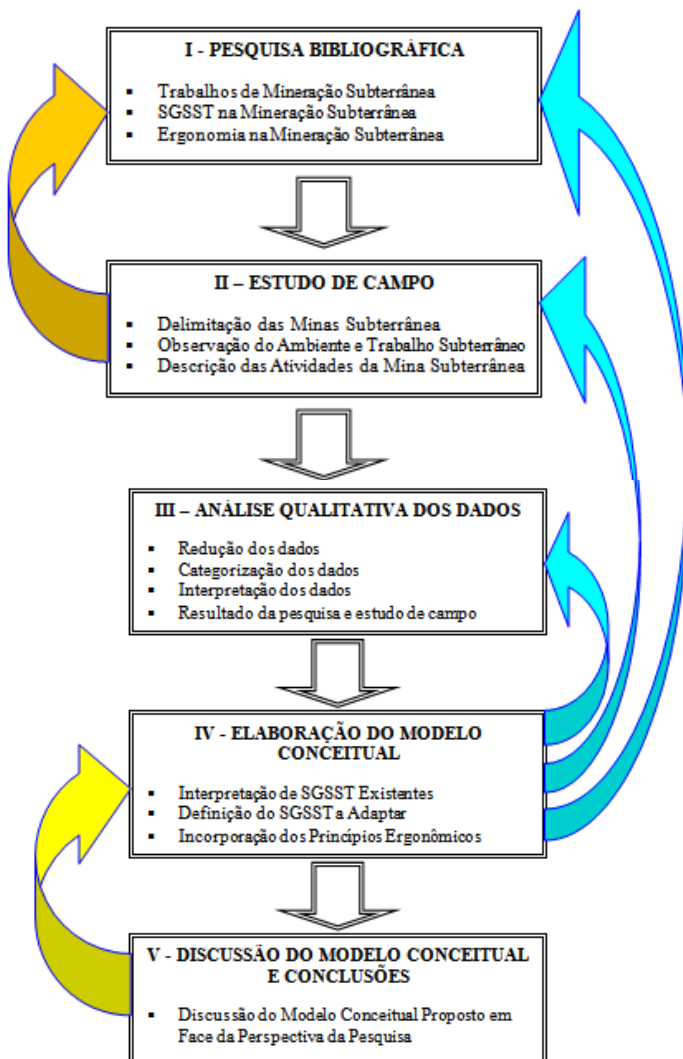 I - PESQUISA BIBLIOGRÁFICA
▪ Trabalhos de Mineração Subterrânea
▪ SGSST na Mineração Subterrânea
▪ Ergonomia na Mineração Subterrânea
II – ESTUDO DE CAMPO
▪ Delimitação das Minas Subterrânea
▪ Observação do Ambiente e Trabalho Subterrâneo
▪ Descrição das Atividades da Mina Subterrânea
III – ANÁLISE QUALITATIVA DOS DADOS
▪ Redução dos dados
▪ Categorização dos dados
▪ Interpretação dos dados
▪ Resultado da pesquisa e estudo de campo
IV - ELABORAÇÃO DO MODELO
CONCEITUAL
▪ Interpretação de SGSST Existentes
▪ Definição do SGSST a Adaptar
▪ Incorporação dos Princípios Ergonômicos
V - DISCUSSÃO DO MODELO CONCEITUAL
E CONCLUSÕES
▪ Discussão do Modelo Conceitual Proposto em
Face da Perspectiva da Pesquisa